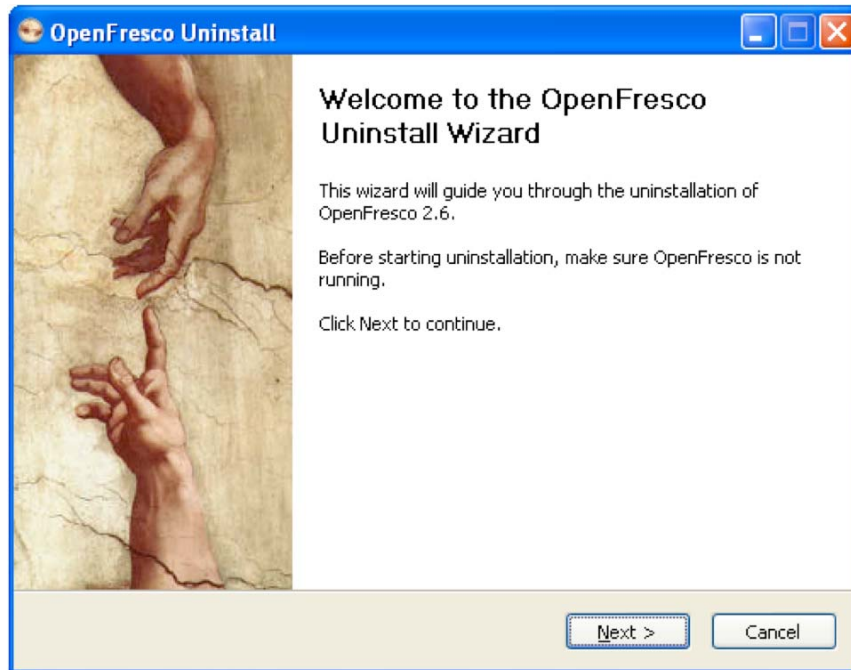 OpenFresco Uninstall
Welcome to the OpenFresco
Uninstall Wizard
This wizard will guide you through the uninstallation of
OpenFresco 2.6.
Before starting uninstallation, make sure OpenFresco is not
running.
Click Next to continue.
Next >
Cancel